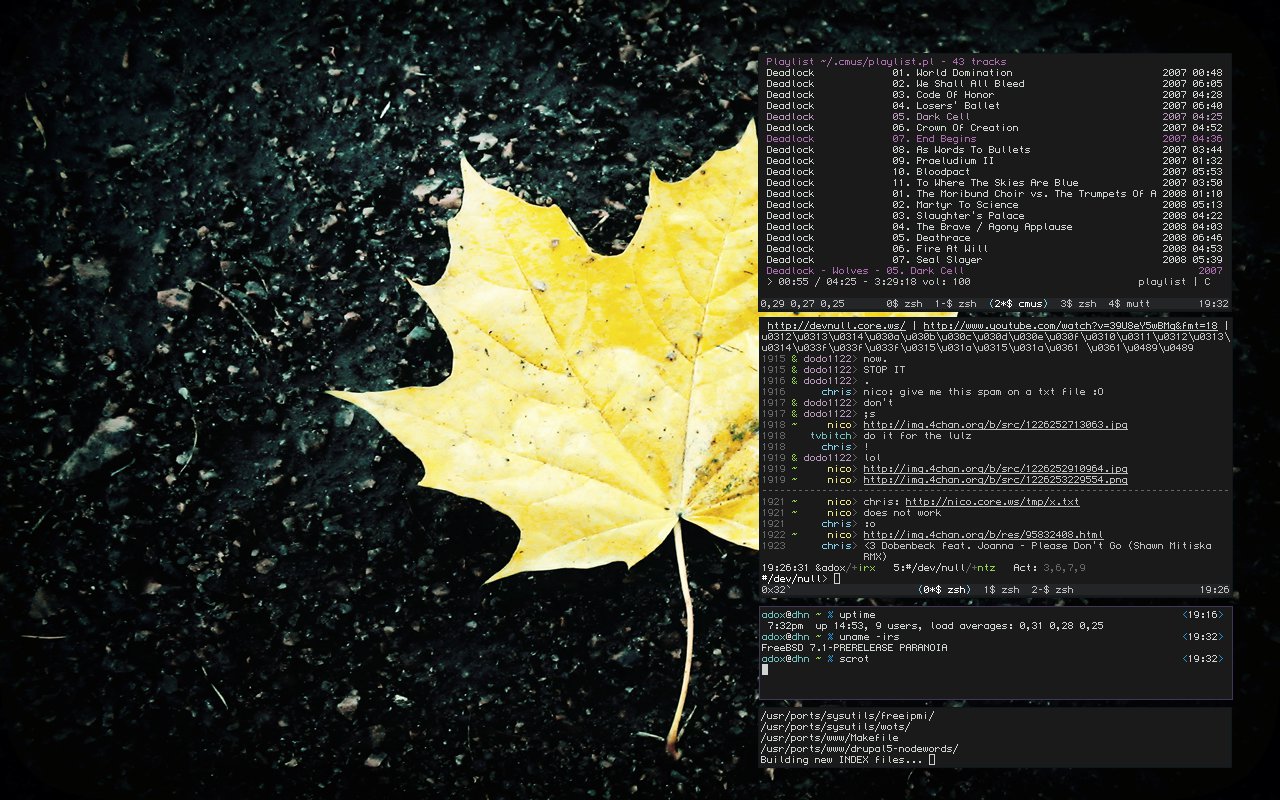 Playlist ~/.cmus/playlist.pl - 43 tracks
Deadlock 01. World Domination 2007 00:48
Deadlock 02. We Shall All Bleed 2007 06:05
Deadlock 03. Code Of Honor 2007 04:28
Deadlock 04. Losers' Ballet 2007 06:40
Deadlock 05. Dark Cell 2007 04:25
Deadlock 06. Crown Of Creation 2007 04:52
Deadlock 07. End Begins 2007 04:36
Deadlock 08. As Words To Bullets 2007 03:44
Deadlock 09. Praeludium II 2007 01:32
Deadlock 10. Bloodpact 2007 05:53
Deadlock 11. To Where The Skies Are Blue 2007 03:50
Deadlock 01. The Moribund Choir vs. The Trumpets Of A 2008 01:10
Deadlock 02. Martyr To Science 2008 05:13
Deadlock 03. Slaughter's Palace 2008 04:22
Deadlock 04. The Brave / Agony Applause 2008 04:03
Deadlock 05. Deathrace 2008 06:46
Deadlock 06. Fire At Will 2008 04:53
Deadlock 07. Seal Slayer 2008 05:39
Deadlock - Wolves - 05. Dark Cell 2007
> 00:55 / 04:25 - 3:29:18 vol: 100 playlist | C
0,29 0,27 0,25 0$ zsh 1-$ zsh (2*$ cmus) 3$ zsh 4$ mutt 19:32
http://devnull.core.ws/ | http://www.youtube.com/watch?v=39U8eY5wBMg&fmt=18 |
u0312\u0313\u0314\u030a\u030b\u030c\u030d\u030e\u030f\u0310\u0311\u0312\u0313\
u0314\u033f\u033f\u0315\u031a\u0315\u031a\u0361 \u0361\u0489\u0489
1915 & dodo1122> now.
1915 & dodo1122> STOP IT
1916 & dodo1122> .
1916 chris> nico: give me this spam on a txt file :O
1917 & dodo1122> don't
1917 & dodo1122> ;s
1918 ~ nico> http://img.4chan.org/b/src/1226252713063.jpg
1918 tvbitch> do it for the lulz
1918 chris> !
1919 & dodo1122> lol
1919 ~ nico> http://img.4chan.org/b/src/1226252910964.jpg
1919 ~ nico> http://img.4chan.org/b/src/1226253229554.png
1921 ~ nico> chris: http://nico.core.ws/tmp/x.txt
1921 ~ nico> does not work
1921 chris> :o
1922 ~ nico> http://img.4chan.org/b/res/95832408.html
1923 chris> <3 Dobenbeck feat. Joanna - Please Don't Go (Shawn Mitiska
RMX)
19:26:31 &adox/+irx 5:#/dev/null/+ntz Act: 3,6,7,9
#/dev/null>
0x32` (0*$ zsh) 1$ zsh 2-$ zsh 19:26
adox@dhn ~ % uptime <19:16>
7:32pm up 14:53, 9 users, load averages: 0,31 0,28 0,25
adox@dhn ~ % uname -irs <19:32>
FreeBSD 7.1-PRERELEASE PARANOIA
adox@dhn ~ % scrot <19:32>
/usr/ports/sysutils/freeipmi/
/usr/ports/sysutils/wots/
/usr/ports/www/Makefile
/usr/ports/www/drupal5-nodewords/
Building new INDEX files...